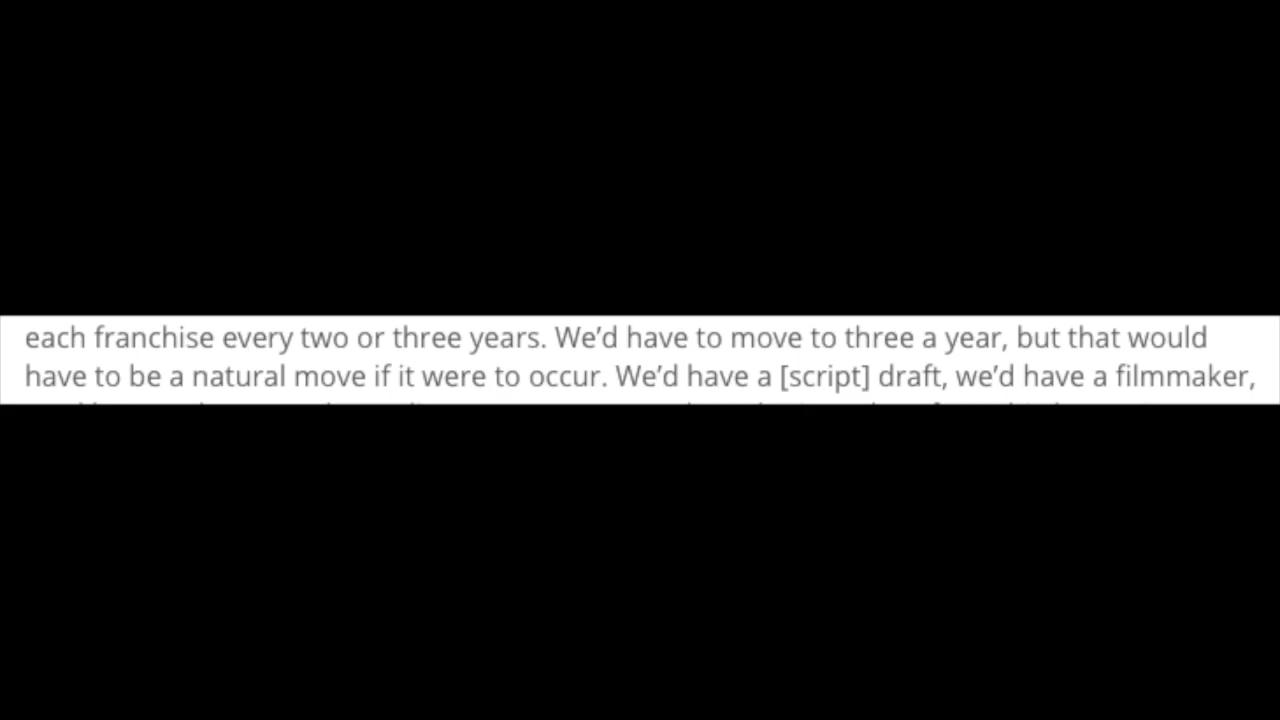 each franchise every two or three years. We’d have to move to three a year, but that would
have to be a natural move if it were to occur. We’d have a [script] draft, we’d have a filmmaker,